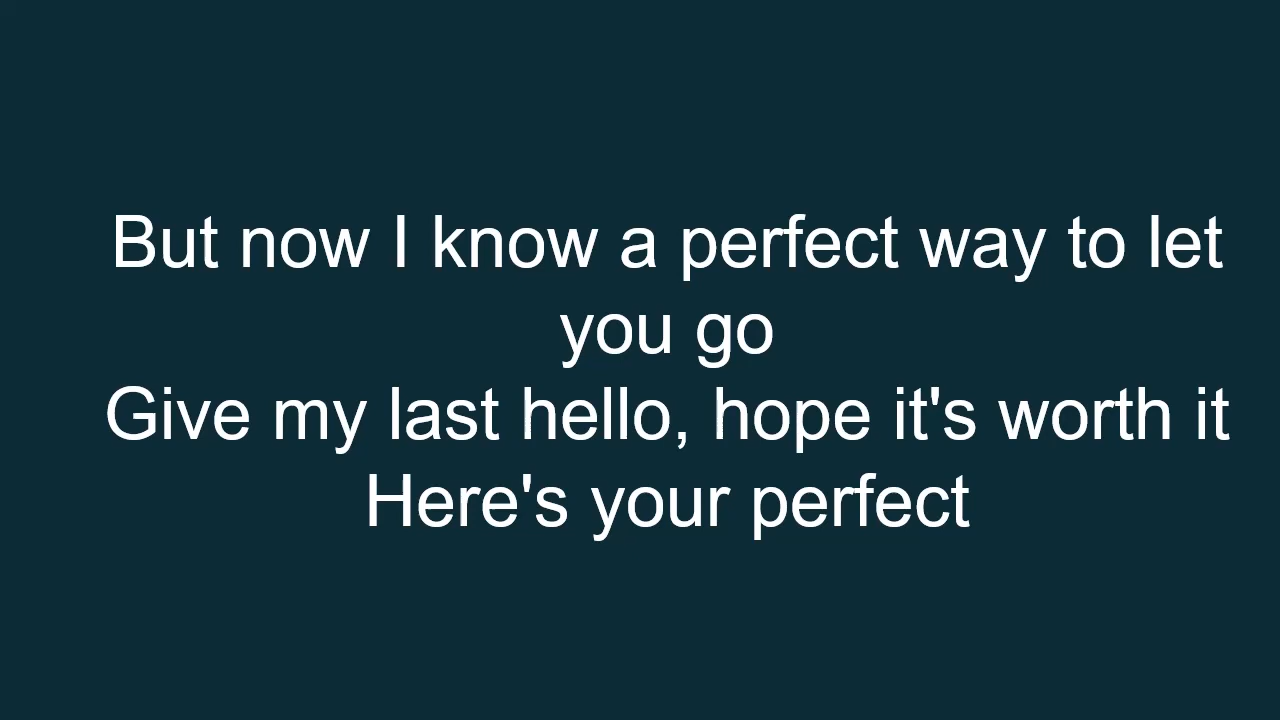 But now I know a perfect way to let
you go
Give my last hello, hope it's worth it
Here's your perfect